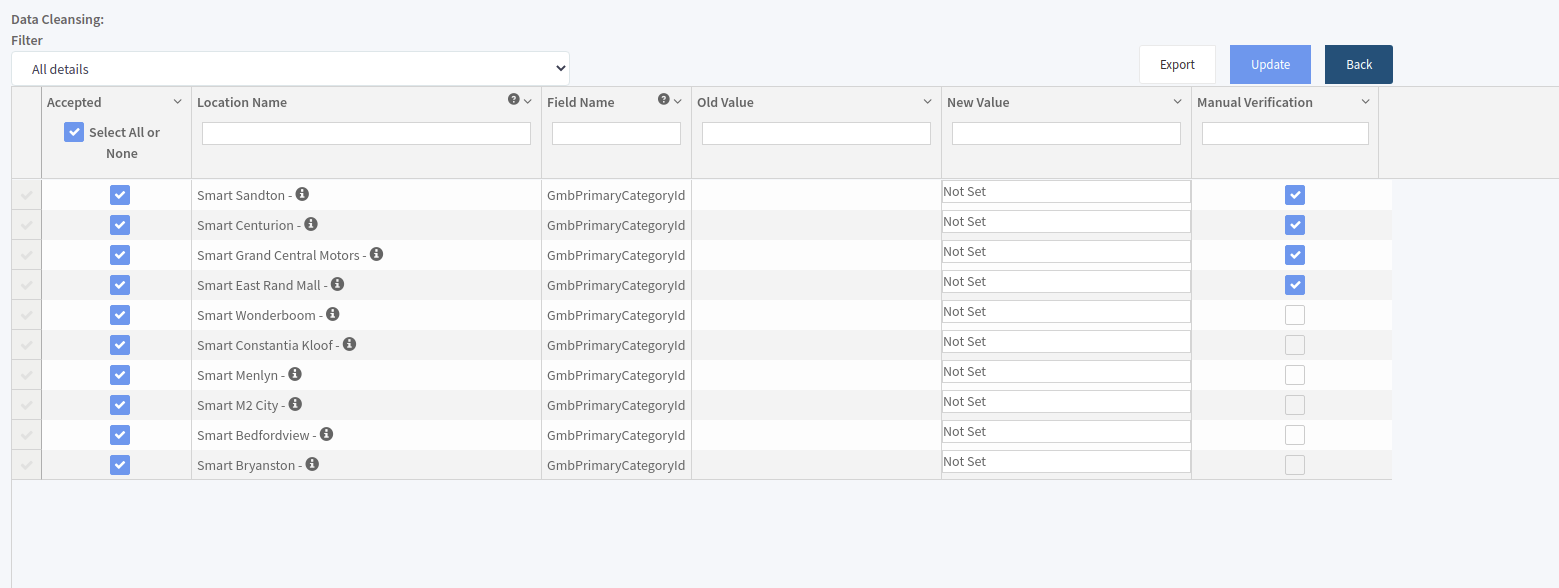 Data Cleansing:
Filter
All details
Export Update Back
Accepted Location Name Field Name Old Value New Value Manual Verification
Select All or
None
Smart Sandton - GmbPrimaryCategoryId Not Set
Smart Centurion - GmbPrimaryCategoryId Not Set
Smart Grand Central Motors - GmbPrimaryCategoryId Not Set
Smart East Rand Mall - GmbPrimaryCategoryId Not Set
Smart Wonderboom - GmbPrimaryCategoryId Not Set
Smart Constantia Kloof - GmbPrimaryCategoryId Not Set
Smart Menlyn - GmbPrimaryCategoryId Not Set
Smart M2 City - GmbPrimaryCategoryId Not Set
Smart Bedfordview - GmbPrimaryCategoryId Not Set
Smart Bryanston - GmbPrimaryCategoryId Not Set